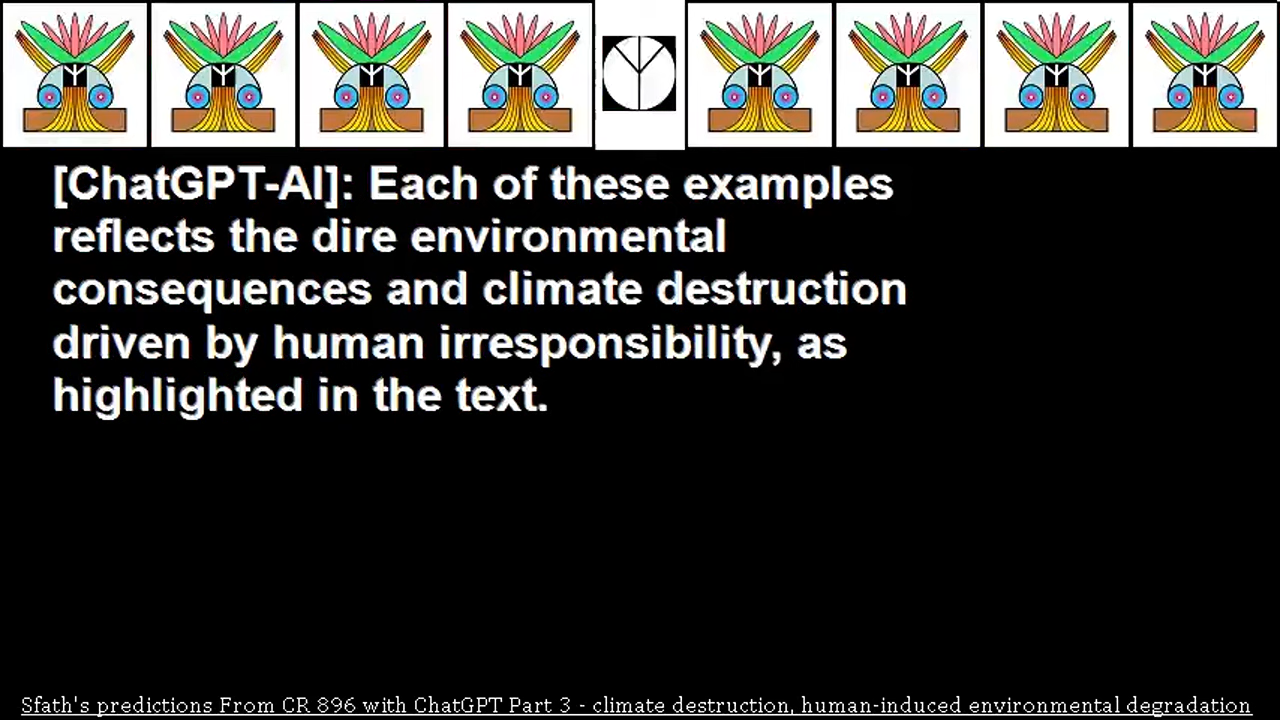 [ChatGPT-AI]: Each of these examples
reflects the dire environmental
consequences and climate destruction
driven by human irresponsibility, as
highlighted in the text.
Sfath's predictions From CR 896 with ChatGPT Part 3 - climate destruction, human-induced environmental degradation